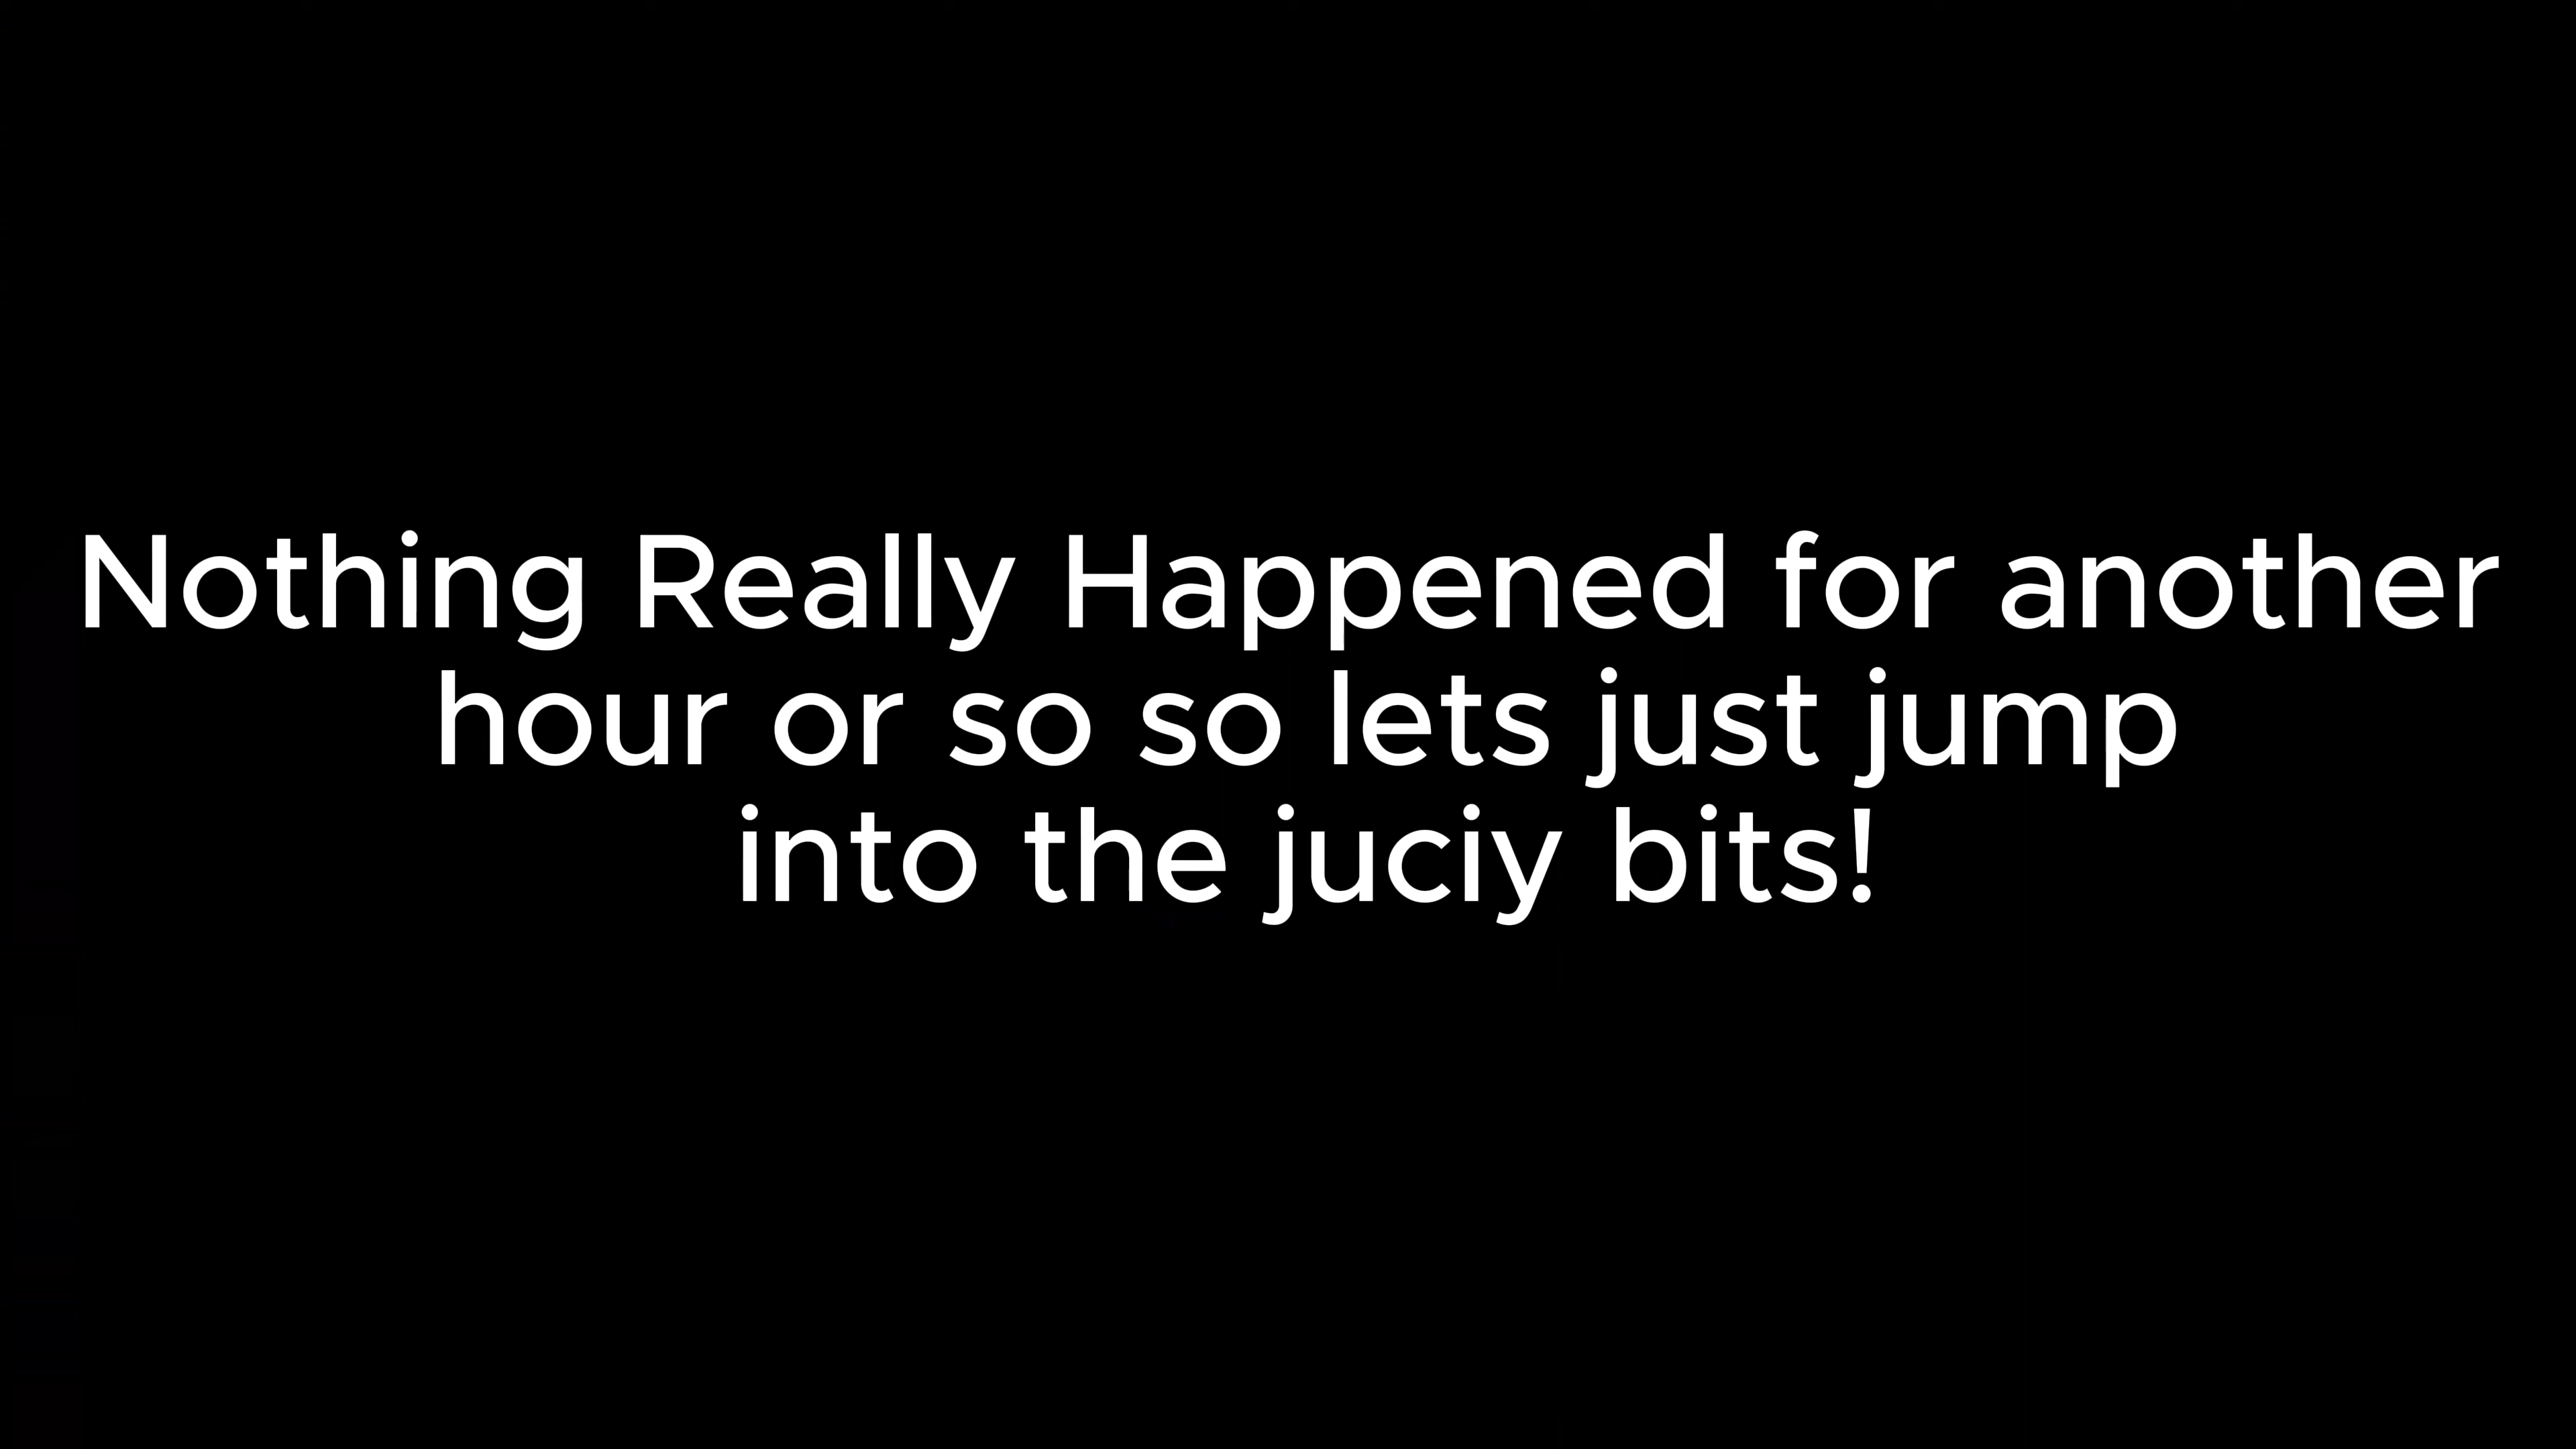 Nothing Really Happened for another
hour or so so lets just jump
into the juciy bits!